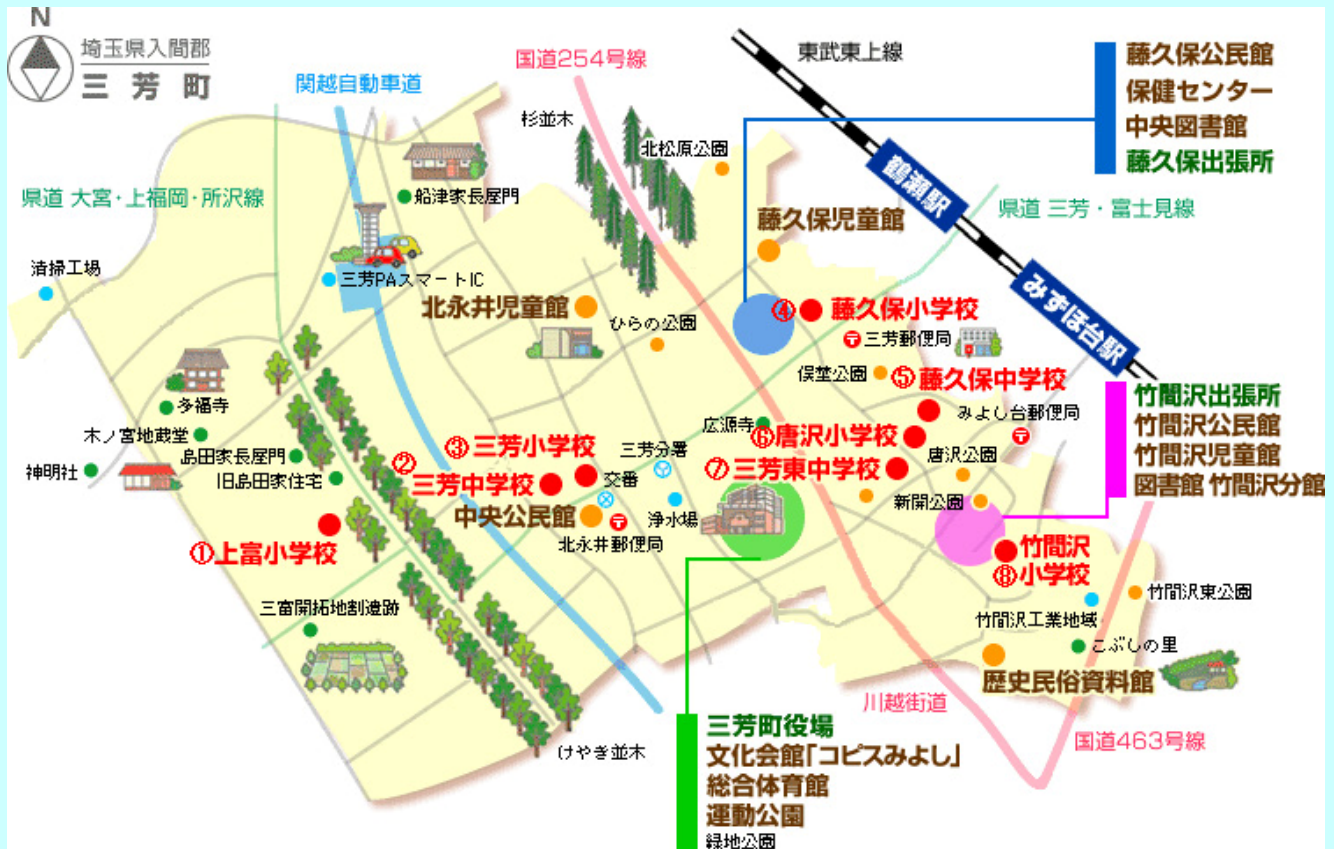 N
埼玉県入間郡
三芳町
関越自動車道
国道254号線
東武東上線
藤久保公民館
保健センター
中央図書館
藤久保出張所
杉並木
北松原公園
鶴瀬駅
県道 大宮・上福岡・所沢線
船津家長屋門
県道 三芳・富士見線
藤久保児童館
清掃工場
三芳PAスマートIC
みずほ台駅
北永井児童館
ひらの公園
④ 藤久保小学校
三芳郵便局
俣埜公園
⑤ 藤久保中学校
竹間沢出張所
竹間沢公民館
竹間沢児童館
図書館 竹間沢分館
多福寺
木ノ宮地蔵堂
島田家長屋門
神明社
旧島田家住宅
広源寺
みよし台郵便局
③ 三芳小学校
三芳分署
⑥唐沢小学校
唐沢公園
②
三芳中学校
交番
⑦三芳東中学校
新開公園
中央公民館
浄水場
北永井郵便局
①上富小学校
竹間沢
⑧小学校
三富開拓地割遺跡
竹間沢東公園
竹間沢工業地域
こぶしの里
歴史民俗資料館
川越街道
国道463号線
けやき並木
三芳町役場
文化会館「コピスみよし」
総合体育館
運動公園
緑地公園